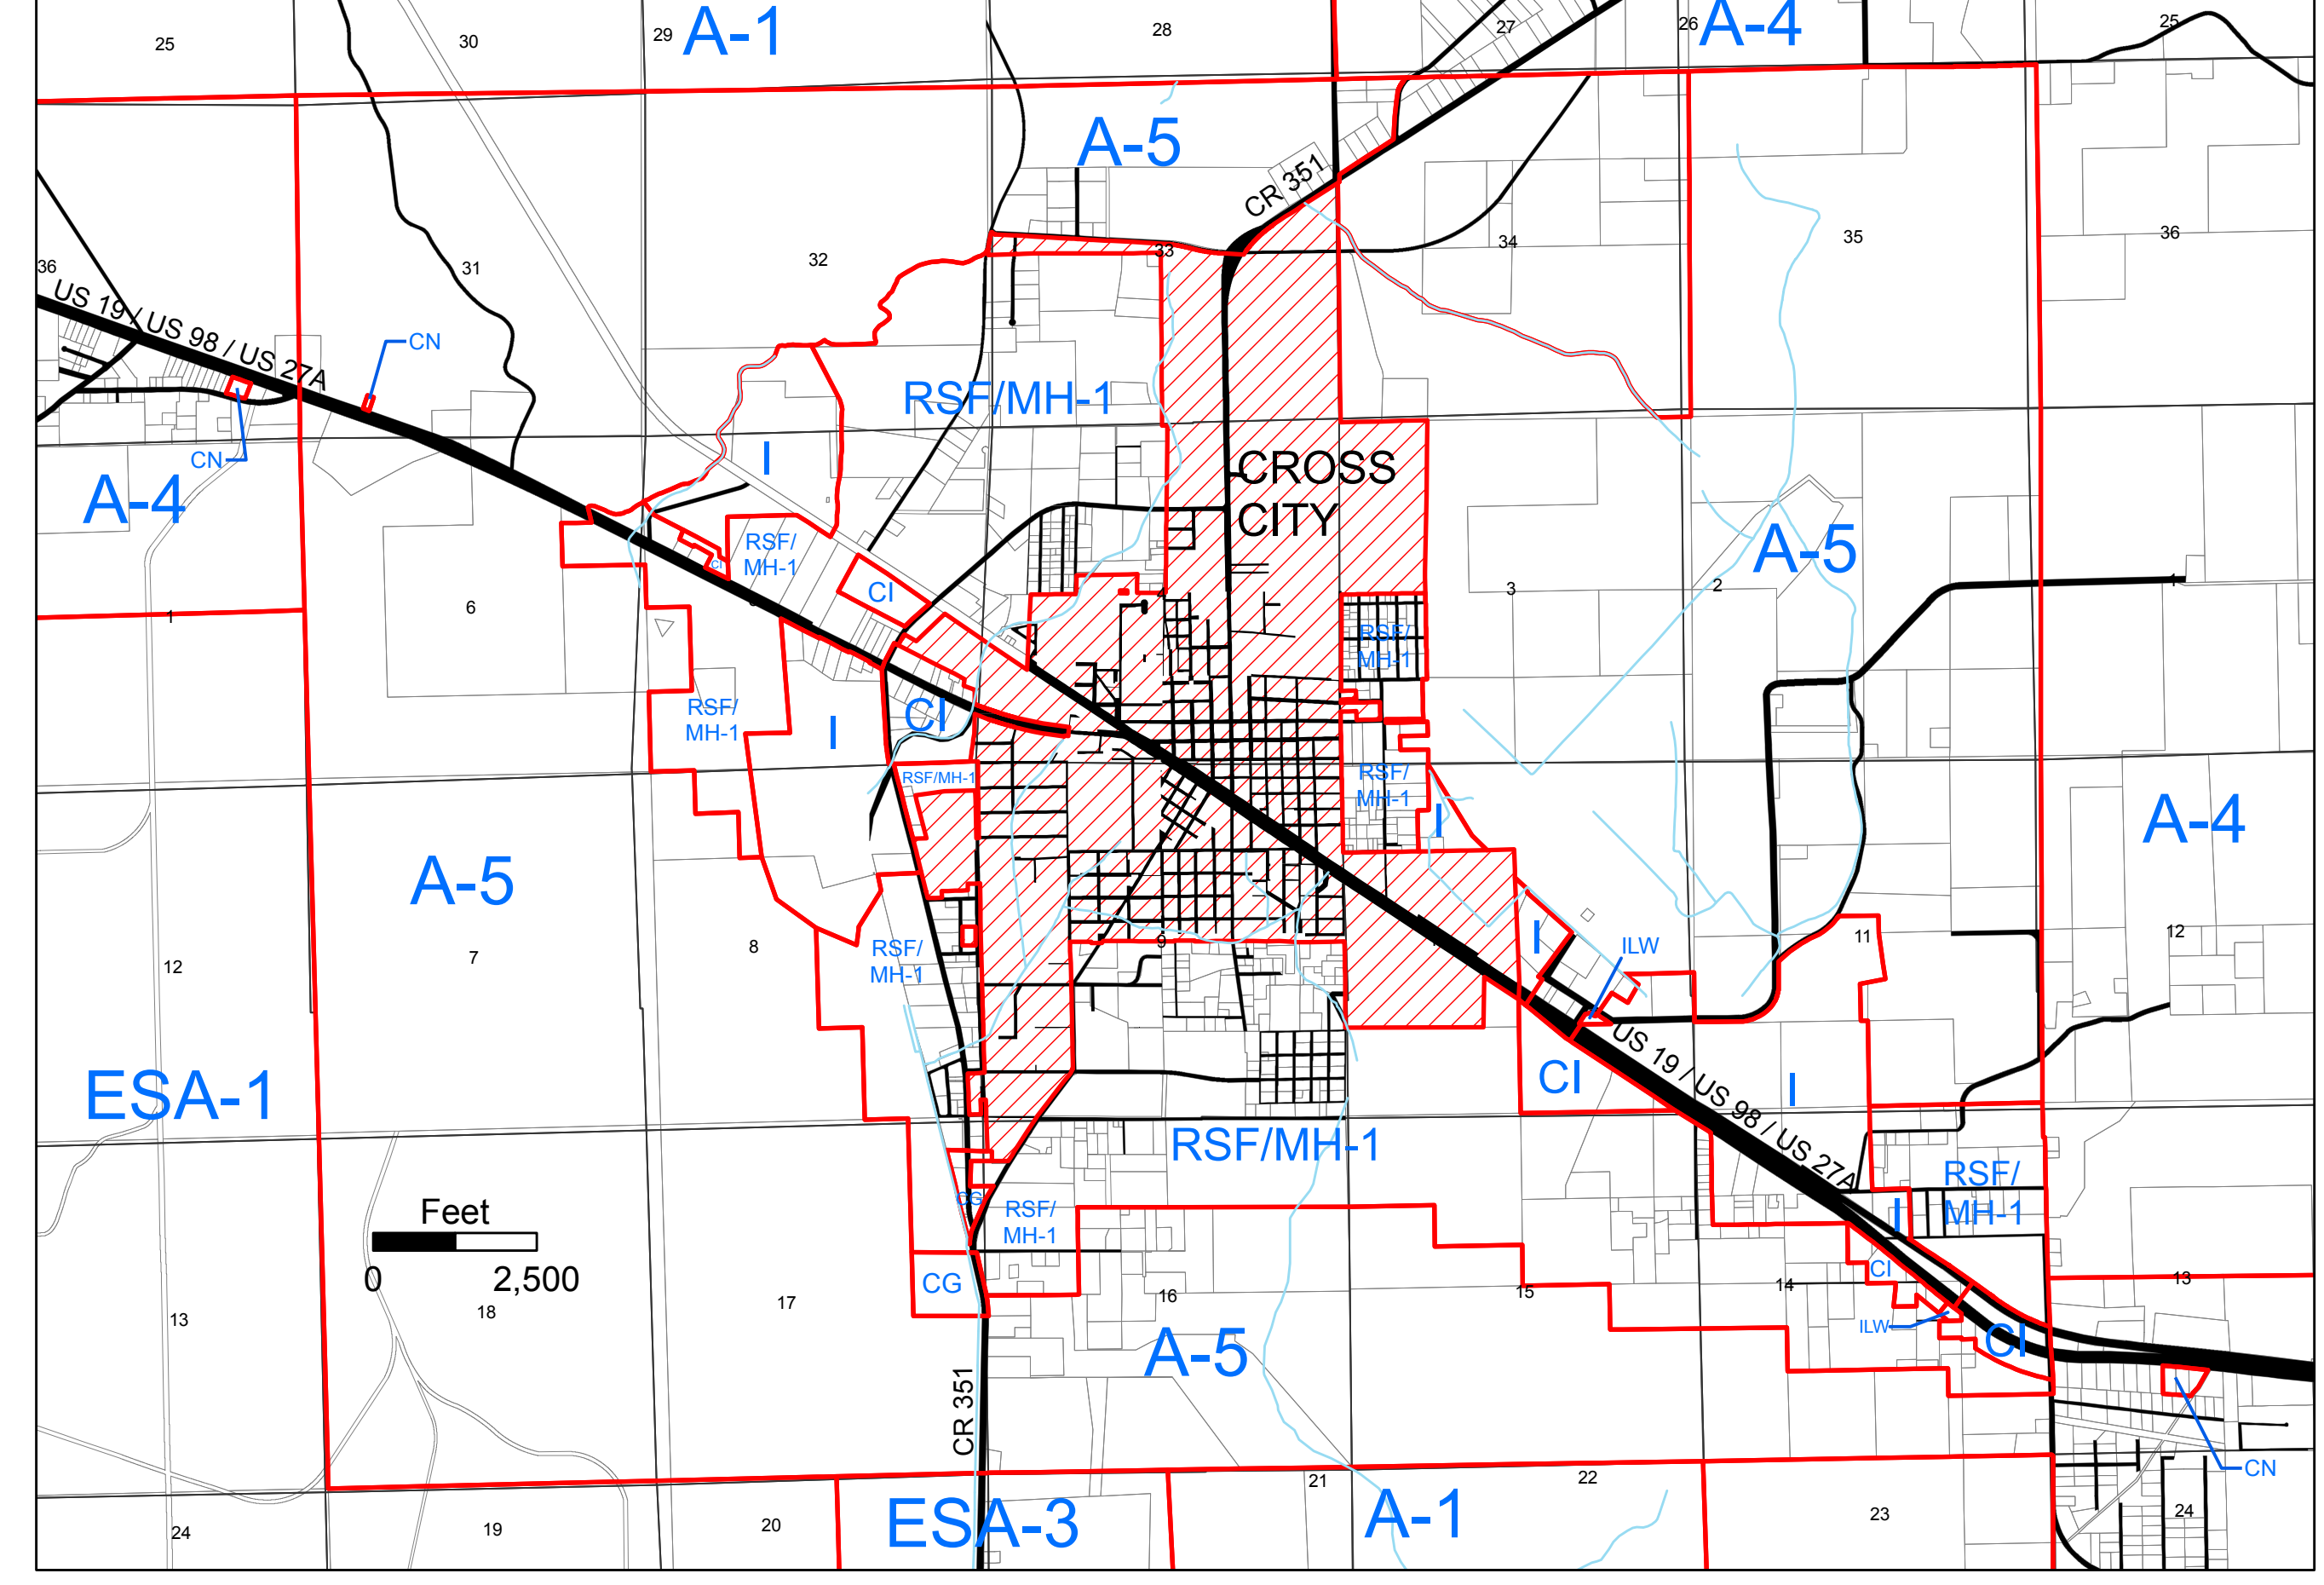 25
30
29
A-1
28
27
26
A-4
25
A-5
CR 351
36
31
32
33
34
35
36
US 19 / US 98 / US 27A
CN
CN
RSF/MH-1
A-4
I
CROSS
CITY
A-5
RSF/
MH-1
CI
CI
1
6
4
3
2
1
RSF/
MH-1
RSF/
MH-1
I
CI
RSF/MH-1
RSF/
MH-1
I
A-4
A-5
12
7
8
RSF/
MH-1
9
I
ILW
11
12
ESA-1
CI
US 19 / US 98 / US 27A
I
RSF/MH-1
RSF/
MH-1
CG
RSF/
MH-1
I
Feet
0
2,500
CG
CI
13
18
17
16
15
14
13
ILW
CI
A-5
CR 351
CN
24
19
20
ESA-3
21
A-1
22
23
24